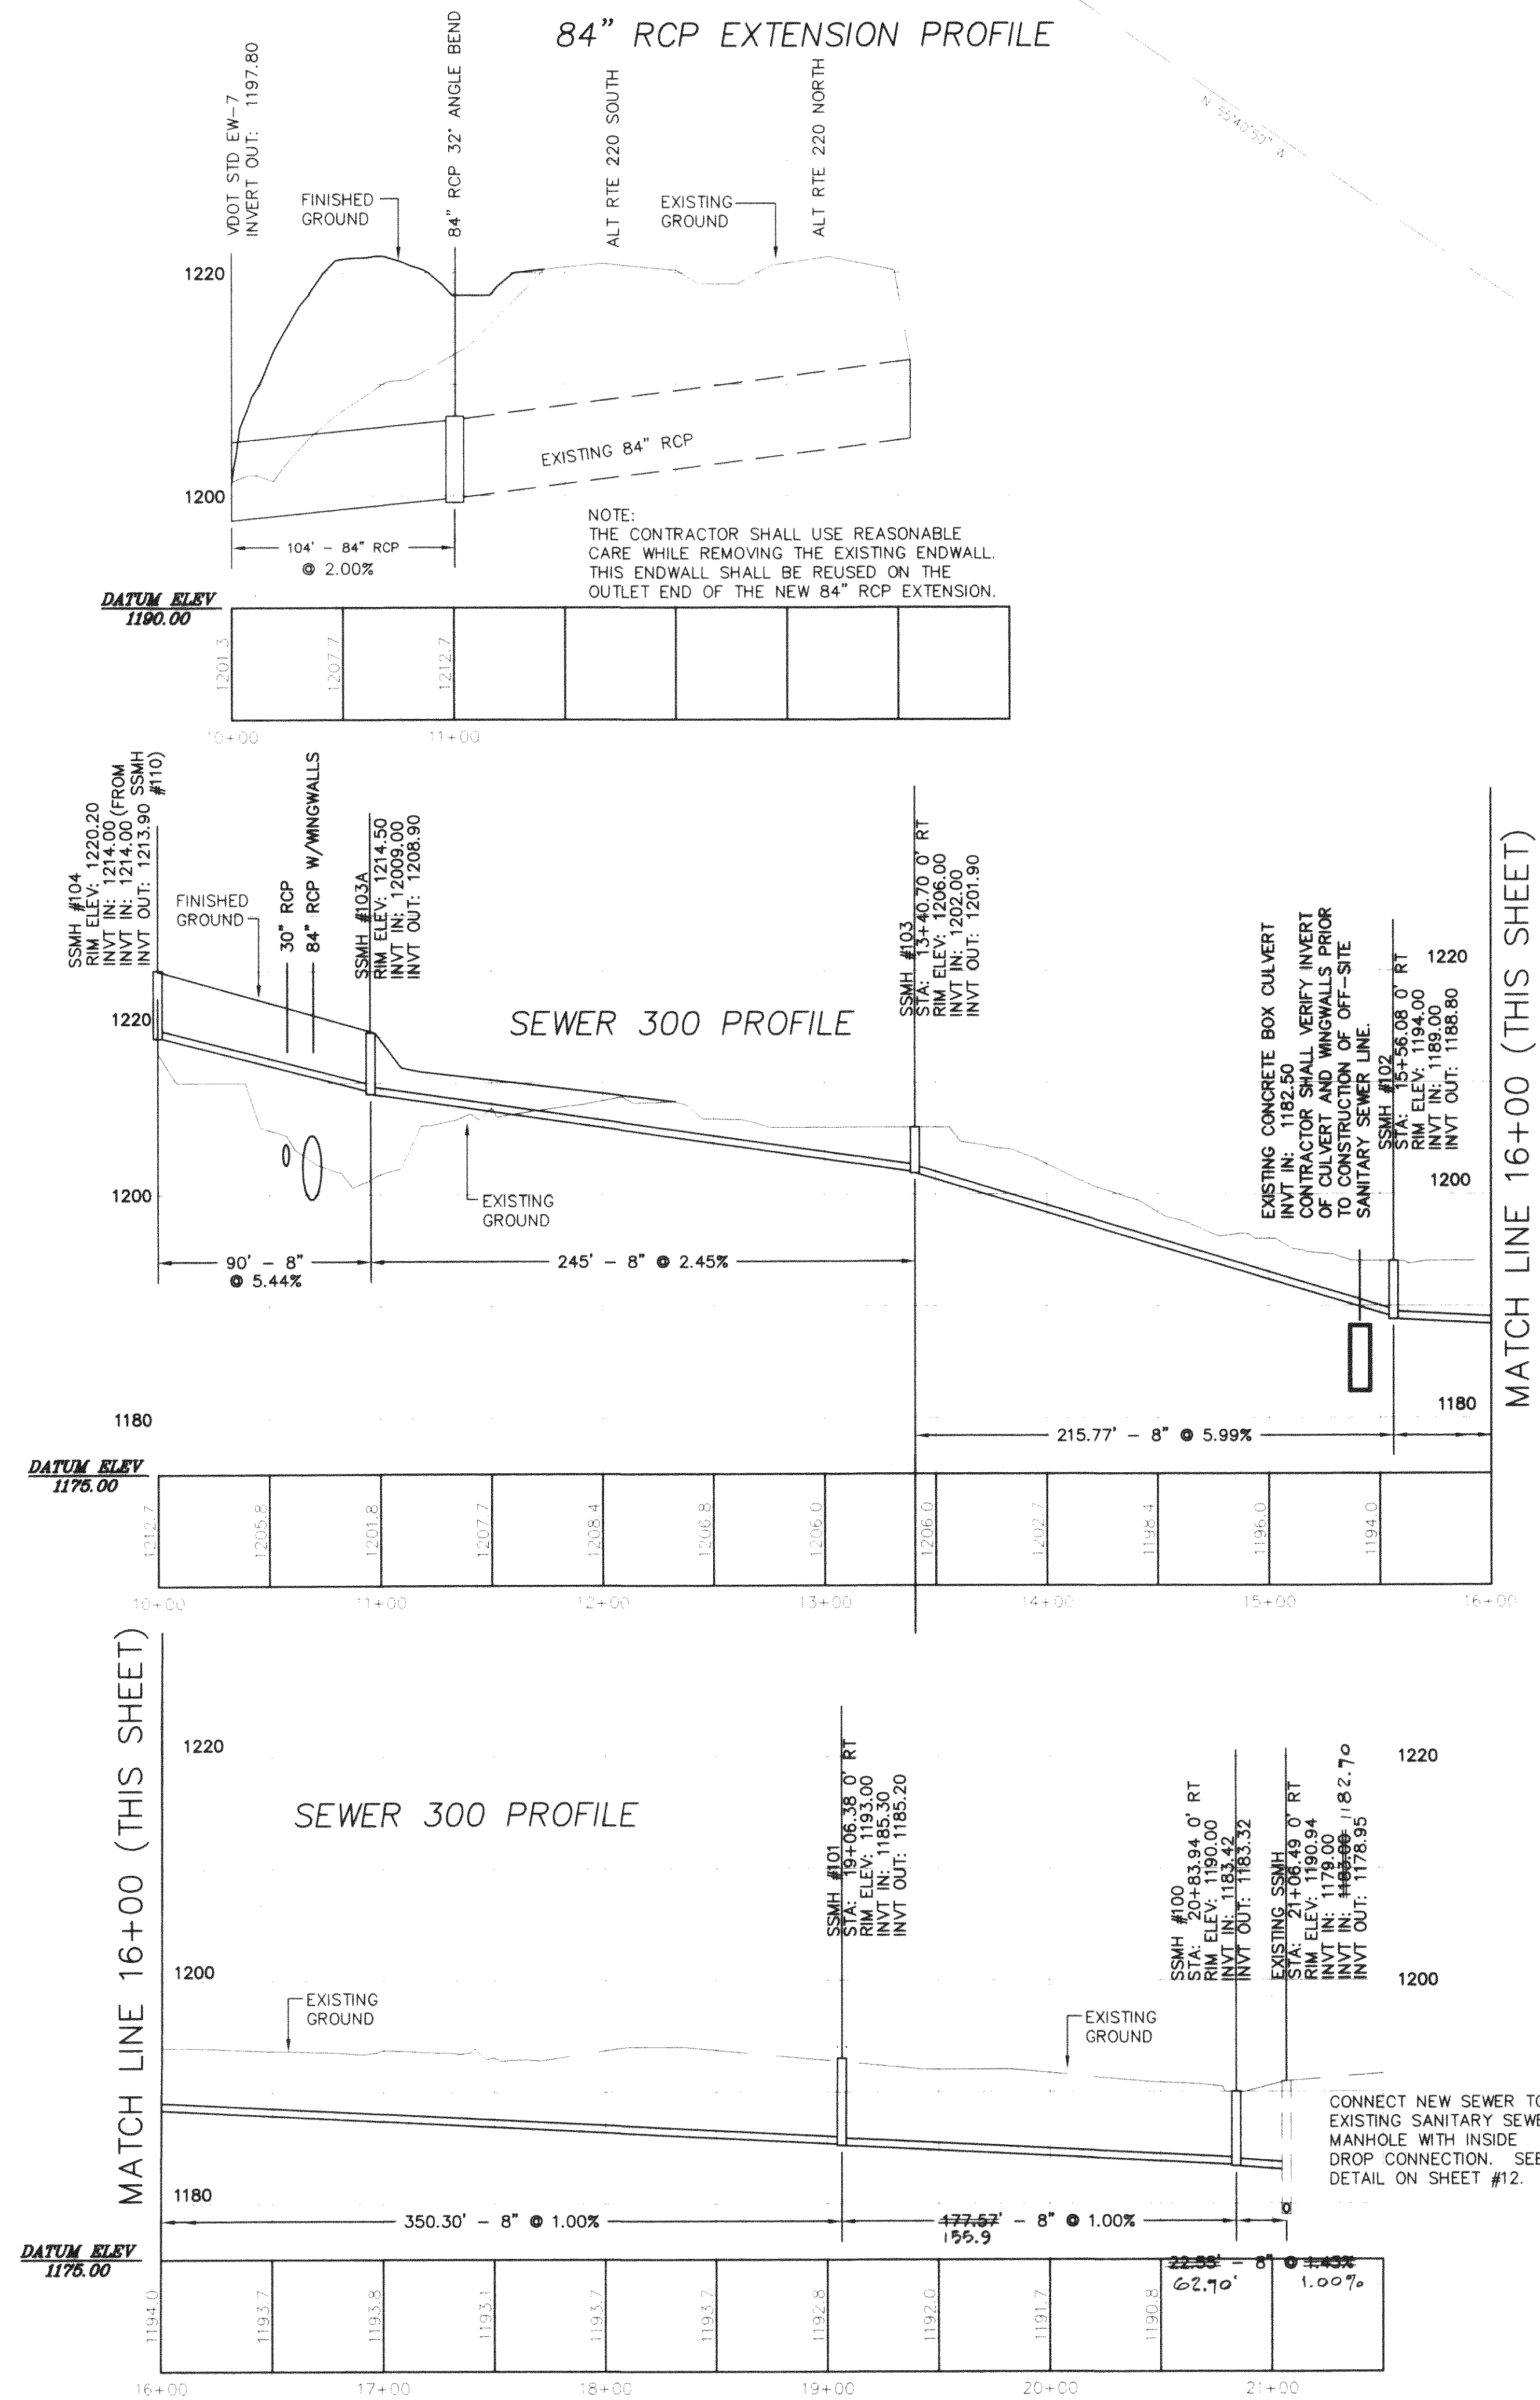 84" RCP EXTENSION PROFILE
N 55°40'50" W
VDOT STD EW-7
INVERT OUT: 1197.80
84" RCP 32° ANGLE BEND
ALT RTE 220 SOUTH
ALT RTE 220 NORTH
FINISHED
GROUND
EXISTING
GROUND
1220
1200
EXISTING 84" RCP
104' - 84" RCP
@ 2.00%
NOTE:
THE CONTRACTOR SHALL USE REASONABLE
CARE WHILE REMOVING THE EXISTING ENDWALL.
THIS ENDWALL SHALL BE REUSED ON THE
OUTLET END OF THE NEW 84" RCP EXTENSION.
DATUM ELEV
1190.00
1201.3
1207.7
1212.7
10+00
11+00
SSMH #104
RIM ELEV: 1220.20
INVT IN: 1214.00
INVT IN: 1214.00 (FROM
INVT OUT: 1213.90 SSMH
#110)
FINISHED
GROUND
30" RCP
84" RCP W/WINGWALLS
SSMH #103A
RIM ELEV: 1214.50
INVT IN: 12009.00
INVT OUT: 1208.90
SEWER 300 PROFILE
SSMH #103
STA: 13+40.70 0' RT
RIM ELEV: 1206.00
INVT IN: 1202.00
INVT OUT: 1201.90
EXISTING CONCRETE BOX CULVERT
INVT IN: 1182.50
CONTRACTOR SHALL VERIFY INVERT
OF CULVERT AND WINGWALLS PRIOR
TO CONSTRUCTION OF OFF-SITE
SANITARY SEWER LINE.
SSMH #102
STA: 15+56.08 0' RT
RIM ELEV: 1194.00
INVT IN: 1189.00
INVT OUT: 1188.80
MATCH LINE 16+00 (THIS SHEET)
1220
1220
1200
1200
EXISTING
GROUND
90' - 8"
@ 5.44%
245' - 8" @ 2.45%
1180
1180
215.77' - 8" @ 5.99%
DATUM ELEV
1175.00
1212.7
1205.8
1201.8
1207.7
1208.4
1206.8
1206.0
1206.0
1202.7
1198.4
1196.0
1194.0
10+00
11+00
12+00
13+00
14+00
15+00
16+00
MATCH LINE 16+00 (THIS SHEET)
1220
1220
SEWER 300 PROFILE
SSMH #101
STA: 19+06.38 0' RT
RIM ELEV: 1193.00
INVT IN: 1185.30
INVT OUT: 1185.20
SSMH #100
STA: 20+83.94 0' RT
RIM ELEV: 1190.00
INVT IN: 1183.42
INVT OUT: 1183.32
EXISTING SSMH
STA: 21+06.49 0' RT
RIM ELEV: 1190.94
INVT IN: 1179.00
INVT IN: 1183.00 1182.70
INVT OUT: 1178.95
1200
1200
EXISTING
GROUND
EXISTING
GROUND
CONNECT NEW SEWER TO
EXISTING SANITARY SEWE
MANHOLE WITH INSIDE
DROP CONNECTION. SEE
DETAIL ON SHEET #12.
1180
350.30' - 8" @ 1.00%
177.57' - 8" @ 1.00%
155.9
22.55' - 8" @ 1.43%
62.90' 1.00%
DATUM ELEV
1175.00
1194.0
1193.7
1193.8
1193.1
1193.7
1193.7
1192.8
1192.0
1191.7
1190.8
16+00
17+00
18+00
19+00
20+00
21+00